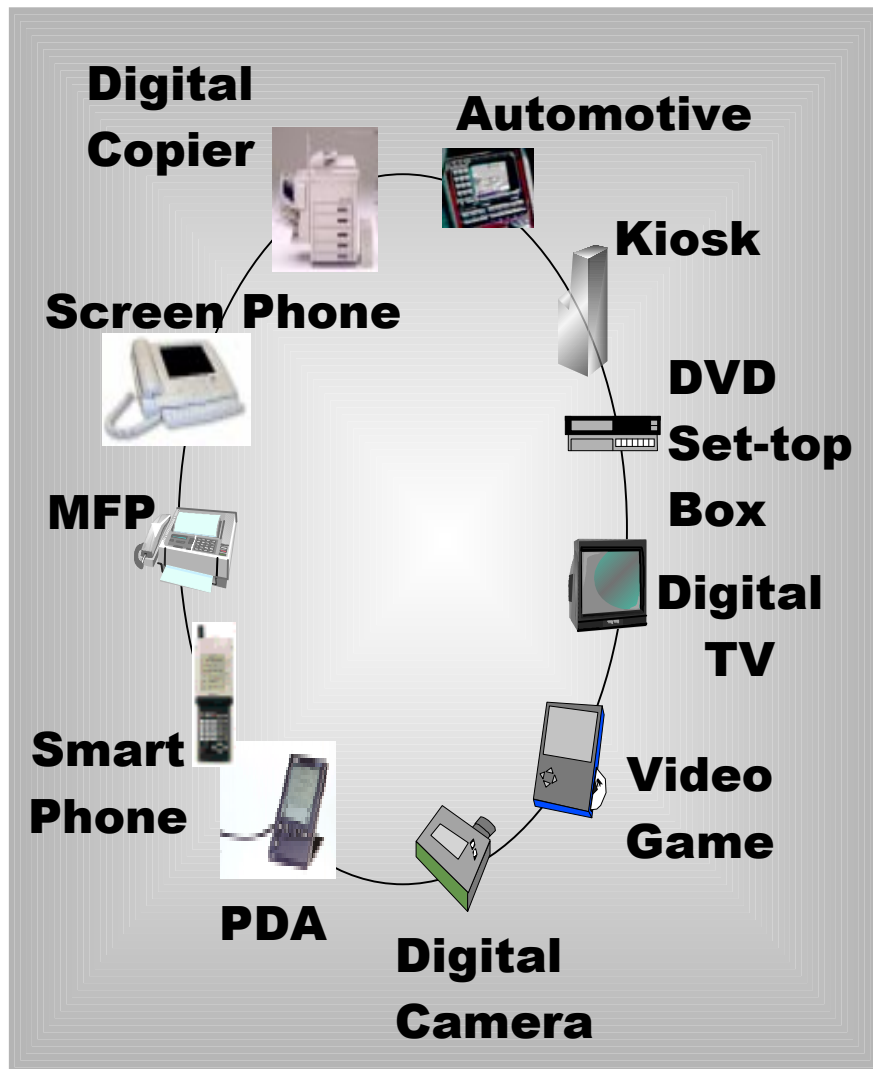 Digital
Copier
Automotive
Kiosk
Screen Phone
DVD
Set-top
Box
MFP
Digital
TV
Smart
Phone
Video
Game
PDA
Digital
Camera